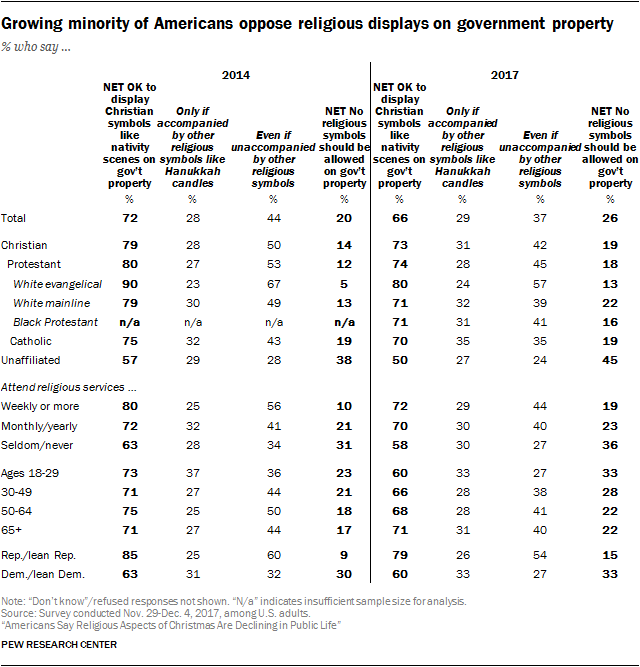 Growing minority of Americans oppose religious displays on government property
% who say ...
2014 2017
NET OK to display Christian symbols like nativity scenes on gov't property
Only if accompanied by other religious symbols like Hanukkah candles
Even if unaccompanied by other religious symbols
NET No religious symbols should be allowed on gov't property
NET OK to display Christian symbols like nativity scenes on gov't property
Only if accompanied by other religious symbols like Hanukkah candles
Even if unaccompanied by other religious symbols
NET No religious symbols should be allowed on gov't property
% % % % % % % %
Total 72 28 44 20 66 29 37 26
Christian 79 28 50 14 73 31 42 19
Protestant 80 27 53 12 74 28 45 18
White evangelical 90 23 67 5 80 24 57 13
White mainline 79 30 49 13 71 32 39 22
Black Protestant n/a n/a n/a n/a 71 31 41 16
Catholic 75 32 43 19 70 35 35 19
Unaffiliated 57 29 28 38 50 27 24 45
Attend religious services ...
Weekly or more 80 25 56 10 72 29 44 19
Monthly/yearly 72 32 41 21 70 30 40 23
Seldom/never 63 28 34 31 58 30 27 36
Ages 18-29 73 37 36 23 60 33 27 33
30-49 71 27 44 21 66 28 38 28
50-64 75 25 50 18 68 28 41 22
65+ 71 27 44 17 71 31 40 22
Rep./lean Rep. 85 25 60 9 79 26 54 15
Dem./lean Dem. 63 31 32 30 60 33 27 33
Note: "Don't know"/refused responses not shown. "N/a" indicates insufficient sample size for analysis.
Source: Survey conducted Nov. 29-Dec. 4, 2017, among U.S. adults.
"Americans Say Religious Aspects of Christmas Are Declining in Public Life"
PEW RESEARCH CENTER